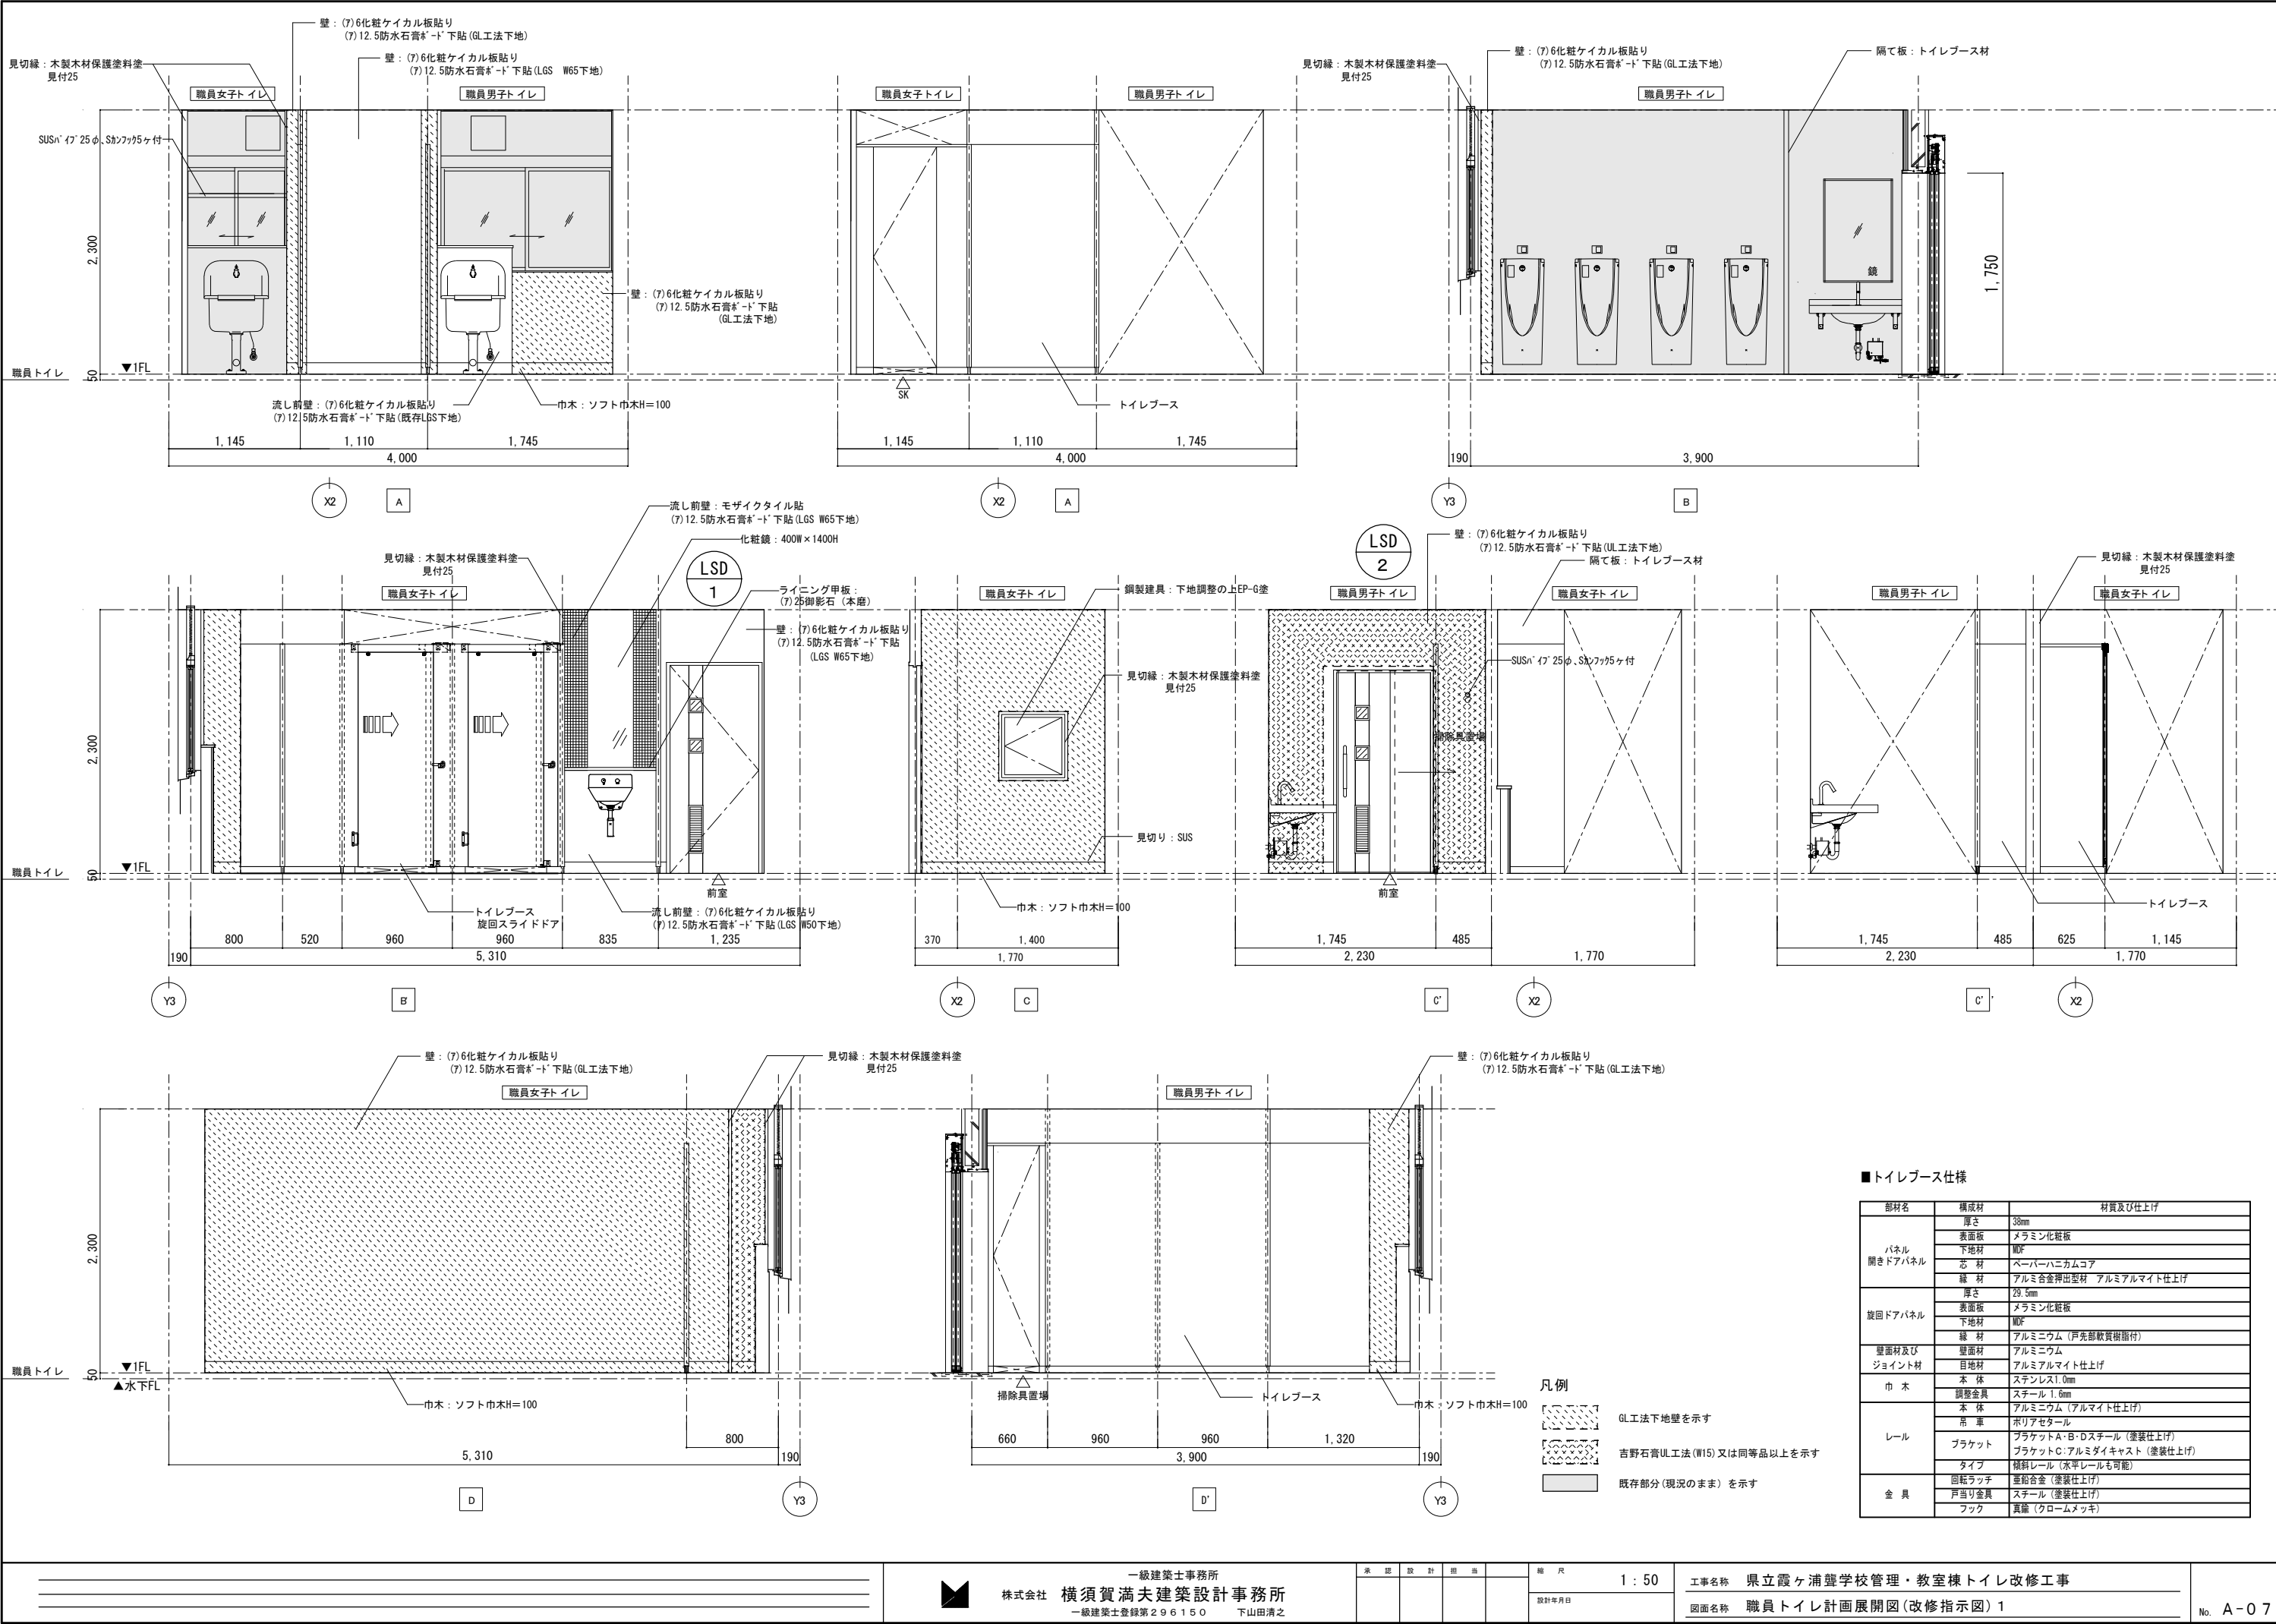 壁：(ｱ)6化粧ケイカル板貼り
(ｱ)12.5防水石膏ﾎﾞｰﾄﾞ下貼(GL工法下地)
壁：(ｱ)6化粧ケイカル板貼り
(ｱ)12.5防水石膏ﾎﾞｰﾄﾞ下貼(LGS W65下地)
見切縁：木製木材保護塗料塗
見付25
職員女子トイレ
職員男子トイレ
SUSﾊﾟｲﾌﾟ25φ、Sカンフック5ヶ付
2,300
壁：(ｱ)6化粧ケイカル板貼り
(ｱ)12.5防水石膏ﾎﾞｰﾄﾞ下貼
(GL工法下地)
職員トイレ
50
▼1FL
流し前壁：(ｱ)6化粧ケイカル板貼り
(ｱ)12.5防水石膏ﾎﾞｰﾄﾞ下貼(既存LGS下地)
巾木：ソフト巾木H=100
1,145
1,110
1,745
4,000
X2
A
職員女子トイレ
職員男子トイレ
SK
トイレブース
1,145
1,110
1,745
4,000
X2
A
見切縁：木製木材保護塗料塗
見付25
壁：(ｱ)6化粧ケイカル板貼り
(ｱ)12.5防水石膏ﾎﾞｰﾄﾞ下貼(GL工法下地)
隔て板：トイレブース材
職員男子トイレ
鏡
1,750
190
3,900
Y3
B
流し前壁：モザイクタイル貼
(ｱ)12.5防水石膏ﾎﾞｰﾄﾞ下貼(LGS W65下地)
化粧鏡：400W×1400H
見切縁：木製木材保護塗料塗
見付25
LSD
1
職員女子トイレ
ライニング甲板：
(ｱ)25御影石（本磨）
壁：(ｱ)6化粧ケイカル板貼り
(ｱ)12.5防水石膏ﾎﾞｰﾄﾞ下貼
(LGS W65下地)
2,300
職員トイレ
50
▼1FL
前室
トイレブース
旋回スライドドア
流し前壁：(ｱ)6化粧ケイカル板貼り
(ｱ)12.5防水石膏ﾎﾞｰﾄﾞ下貼(LGS W50下地)
800
520
960
960
835
1,235
190
5,310
Y3
B'
職員女子トイレ
鋼製建具：下地調整の上EP-G塗
見切縁：木製木材保護塗料塗
見付25
見切り：SUS
巾木：ソフト巾木H=100
370
1,400
1,770
X2
C
LSD
2
壁：(ｱ)6化粧ケイカル板貼り
(ｱ)12.5防水石膏ﾎﾞｰﾄﾞ下貼(UL工法下地)
隔て板：トイレブース材
職員男子トイレ
職員女子トイレ
SUSﾊﾟｲﾌﾟ25φ、Sカンフック5ヶ付
掃除具置場
前室
1,745
485
2,230
1,770
C'
X2
見切縁：木製木材保護塗料塗
見付25
職員男子トイレ
職員女子トイレ
トイレブース
1,745
485
625
1,145
2,230
1,770
C''
X2
壁：(ｱ)6化粧ケイカル板貼り
(ｱ)12.5防水石膏ﾎﾞｰﾄﾞ下貼(GL工法下地)
見切縁：木製木材保護塗料塗
見付25
職員女子トイレ
2,300
職員トイレ
50
▼1FL
▲水下FL
巾木：ソフト巾木H=100
800
5,310
190
D
Y3
壁：(ｱ)6化粧ケイカル板貼り
(ｱ)12.5防水石膏ﾎﾞｰﾄﾞ下貼(GL工法下地)
職員男子トイレ
掃除具置場
トイレブース
巾木：ソフト巾木H=100
660
960
960
1,320
3,900
190
D'
Y3
凡例
GL工法下地壁を示す
吉野石膏UL工法(W15)又は同等品以上を示す
既存部分(現況のまま）を示す
■トイレブース仕様
部材名 構成材 材質及び仕上げ
パネル
開きドアパネル
厚さ 38mm
表面板 メラミン化粧板
下地材 MDF
芯 材 ペーパーハニカムコア
縁 材 アルミ合金押出型材 アルミアルマイト仕上げ
旋回ドアパネル
厚さ 29.5mm
表面板 メラミン化粧板
下地材 MDF
縁 材 アルミニウム（戸先部軟質樹脂付）
壁面材及び
ジョイント材
壁面材 アルミニウム
目地材 アルミアルマイト仕上げ
巾 木
本 体 ステンレス1.0mm
調整金具 スチール 1.6mm
レール
本 体 アルミニウム（アルマイト仕上げ）
吊 車 ポリアセタール
ブラケット
ブラケットA・B・Dスチール（塗装仕上げ）
ブラケットC:アルミダイキャスト（塗装仕上げ）
タイプ 傾斜レール（水平レールも可能）
金 具
回転ラッチ 亜鉛合金（塗装仕上げ）
戸当り金具 スチール（塗装仕上げ）
フック 真鍮（クロームメッキ）
一級建築士事務所
株式会社 横須賀満夫建築設計事務所
一級建築士登録第296150 下山田清之
承 認
設 計
担 当
縮 尺
1：50
設計年月日
工事名称 県立霞ヶ浦聾学校管理・教室棟トイレ改修工事
図面名称 職員トイレ計画展開図(改修指示図)1
No. A-07